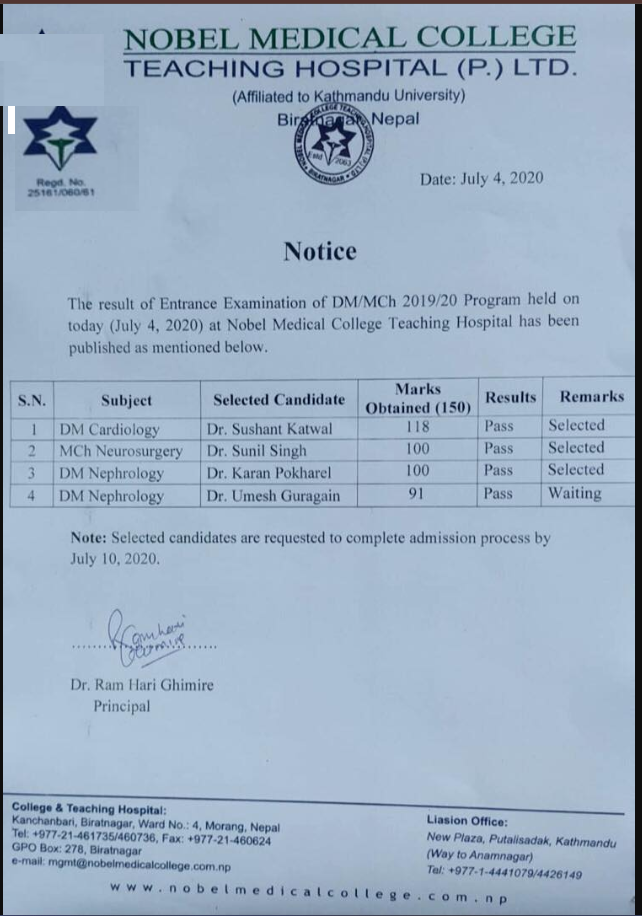 NOBEL MEDICAL COLLEGE
TEACHING HOSPITAL (P.) LTD.
(Affiliated to Kathmandu University)
Biratnagar, Nepal
NOBEL MEDICAL COLLEGE TEACHING HOSPITAL
Estd 2063
BIRATNAGAR
Regd. No.
25161/060/61
Date: July 4, 2020
Notice
The result of Entrance Examination of DM/MCh 2019/20 Program held on
today (July 4, 2020) at Nobel Medical College Teaching Hospital has been
published as mentioned below.
S.N. Subject Selected Candidate Marks Obtained (150) Results Remarks
1 DM Cardiology Dr. Sushant Katwal 118 Pass Selected
2 MCh Neurosurgery Dr. Sunil Singh 100 Pass Selected
3 DM Nephrology Dr. Karan Pokharel 100 Pass Selected
4 DM Nephrology Dr. Umesh Guragain 91 Pass Waiting
Note: Selected candidates are requested to complete admission process by
July 10, 2020.
Ramhari
Ghimire
Dr. Ram Hari Ghimire
Principal
College & Teaching Hospital:
Kanchanbari, Biratnagar, Ward No.: 4, Morang, Nepal
Tel: +977-21-461735/460736, Fax: +977-21-460624
GPO Box: 278, Biratnagar
e-mail: mgmt@nobelmedicalcollege.com.np
Liasion Office:
New Plaza, Putalisadak, Kathmandu
(Way to Anamnagar)
Tel: +977-1-4441079/4426149
www.nobelmedicalcollege.com.np